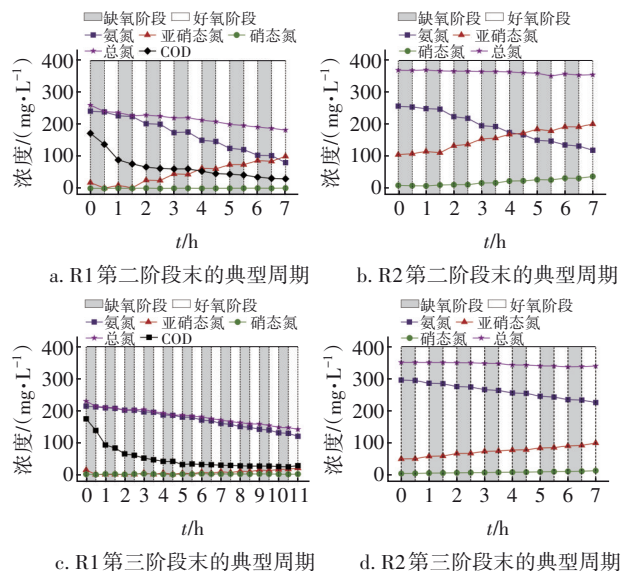 缺氧阶段 好氧阶段
氨氮 亚硝态氮 硝态氮
总氮 COD
浓度/(mg•L⁻¹)
400
300
200
100
0
0 1 2 3 4 5 6 7
t/h
a. R1第二阶段末的典型周期
缺氧阶段 好氧阶段
氨氮 亚硝态氮
硝态氮 总氮
浓度/(mg•L⁻¹)
400
300
200
100
0
0 1 2 3 4 5 6 7
t/h
b. R2第二阶段末的典型周期
缺氧阶段 好氧阶段
氨氮 亚硝态氮 硝态氮
总氮 COD
浓度/(mg•L⁻¹)
400
300
200
100
0
0 1 2 3 4 5 6 7 8 9 1011
t/h
c. R1第三阶段末的典型周期
缺氧阶段 好氧阶段
氨氮 亚硝态氮
硝态氮 总氮
浓度/(mg•L⁻¹)
400
300
200
100
0
0 1 2 3 4 5 6 7
t/h
d. R2第三阶段末的典型周期